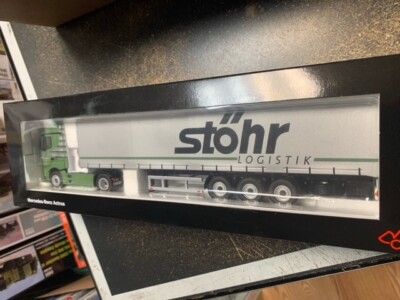 stöhr
LOGISTIK
Mercedes-Benz Actros